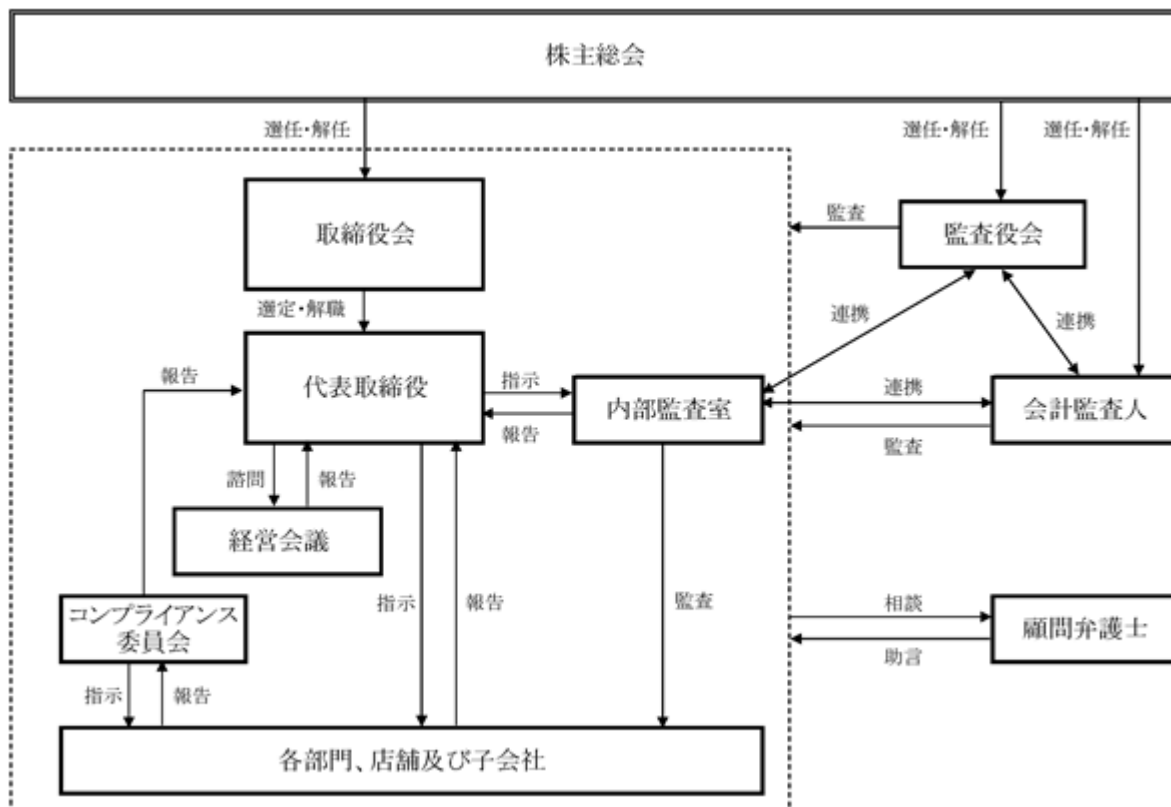 株主総会
選任・解任
選任・解任
選任・解任
取締役会
監査
監査役会
選定・解職
連携
連携
報告
代表取締役
指示
報告
内部監査室
連携
監査
会計監査人
諮問
報告
経営会議
指示
報告
監査
コンプライアンス
委員会
相談
助言
顧問弁護士
指示
報告
各部門、店舗及び子会社